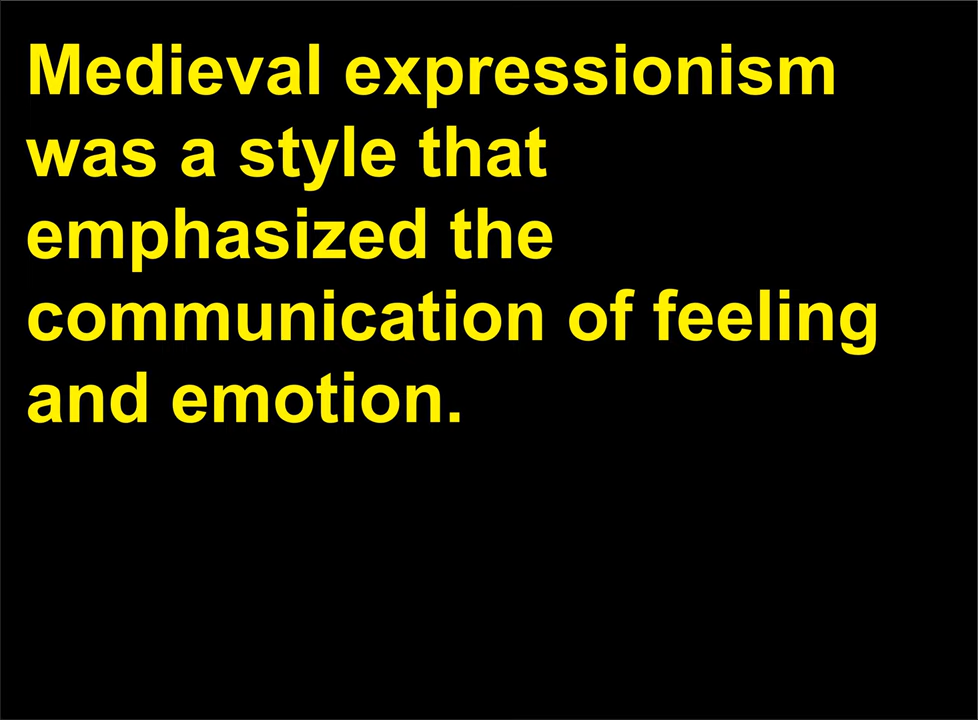 Medieval expressionism
was a style that
emphasized the
communication of feeling
and emotion.